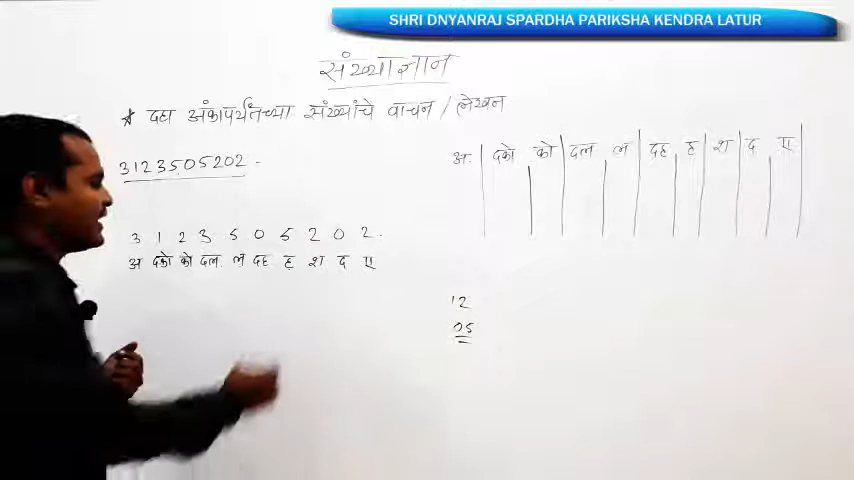 SHRI DNYANRAJ SPARDHA PARIKSHA KENDRA LATUR
संख्याज्ञान
* दहा अंकापर्यंतच्या संख्यांचे वाचन / लेखन
3123505202
अ दको को दल ल दह ह श द ए
3 1 2 3 5 0 5 2 0 2
अ दको को दल ल दह ह श द ए
12
05